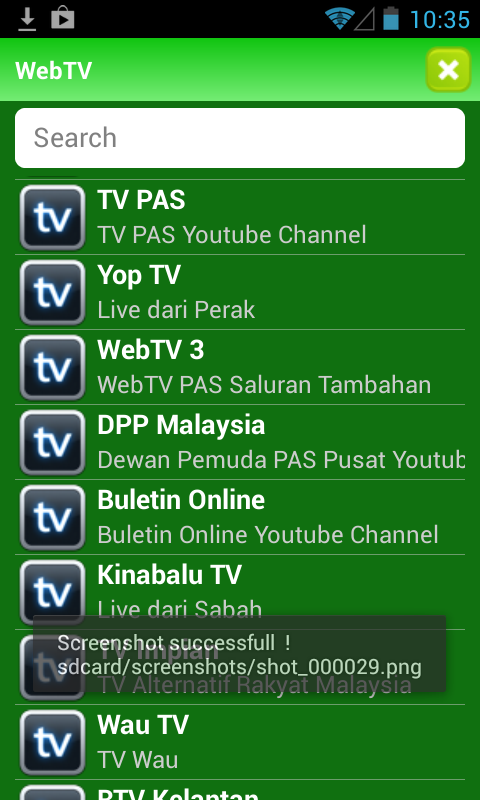 10:35
WebTV
Search
tv TV PAS
TV PAS Youtube Channel
tv Yop TV
Live dari Perak
tv WebTV 3
WebTV PAS Saluran Tambahan
tv DPP Malaysia
Dewan Pemuda PAS Pusat Youtub
tv Buletin Online
Buletin Online Youtube Channel
tv Kinabalu TV
Live dari Sabah
tv TV Impian
Screenshot successfull !
sdcard/screenshots/shot_000029.png
TV Alternatif Rakyat Malaysia
tv Wau TV
TV Wau
PTV Kelantan